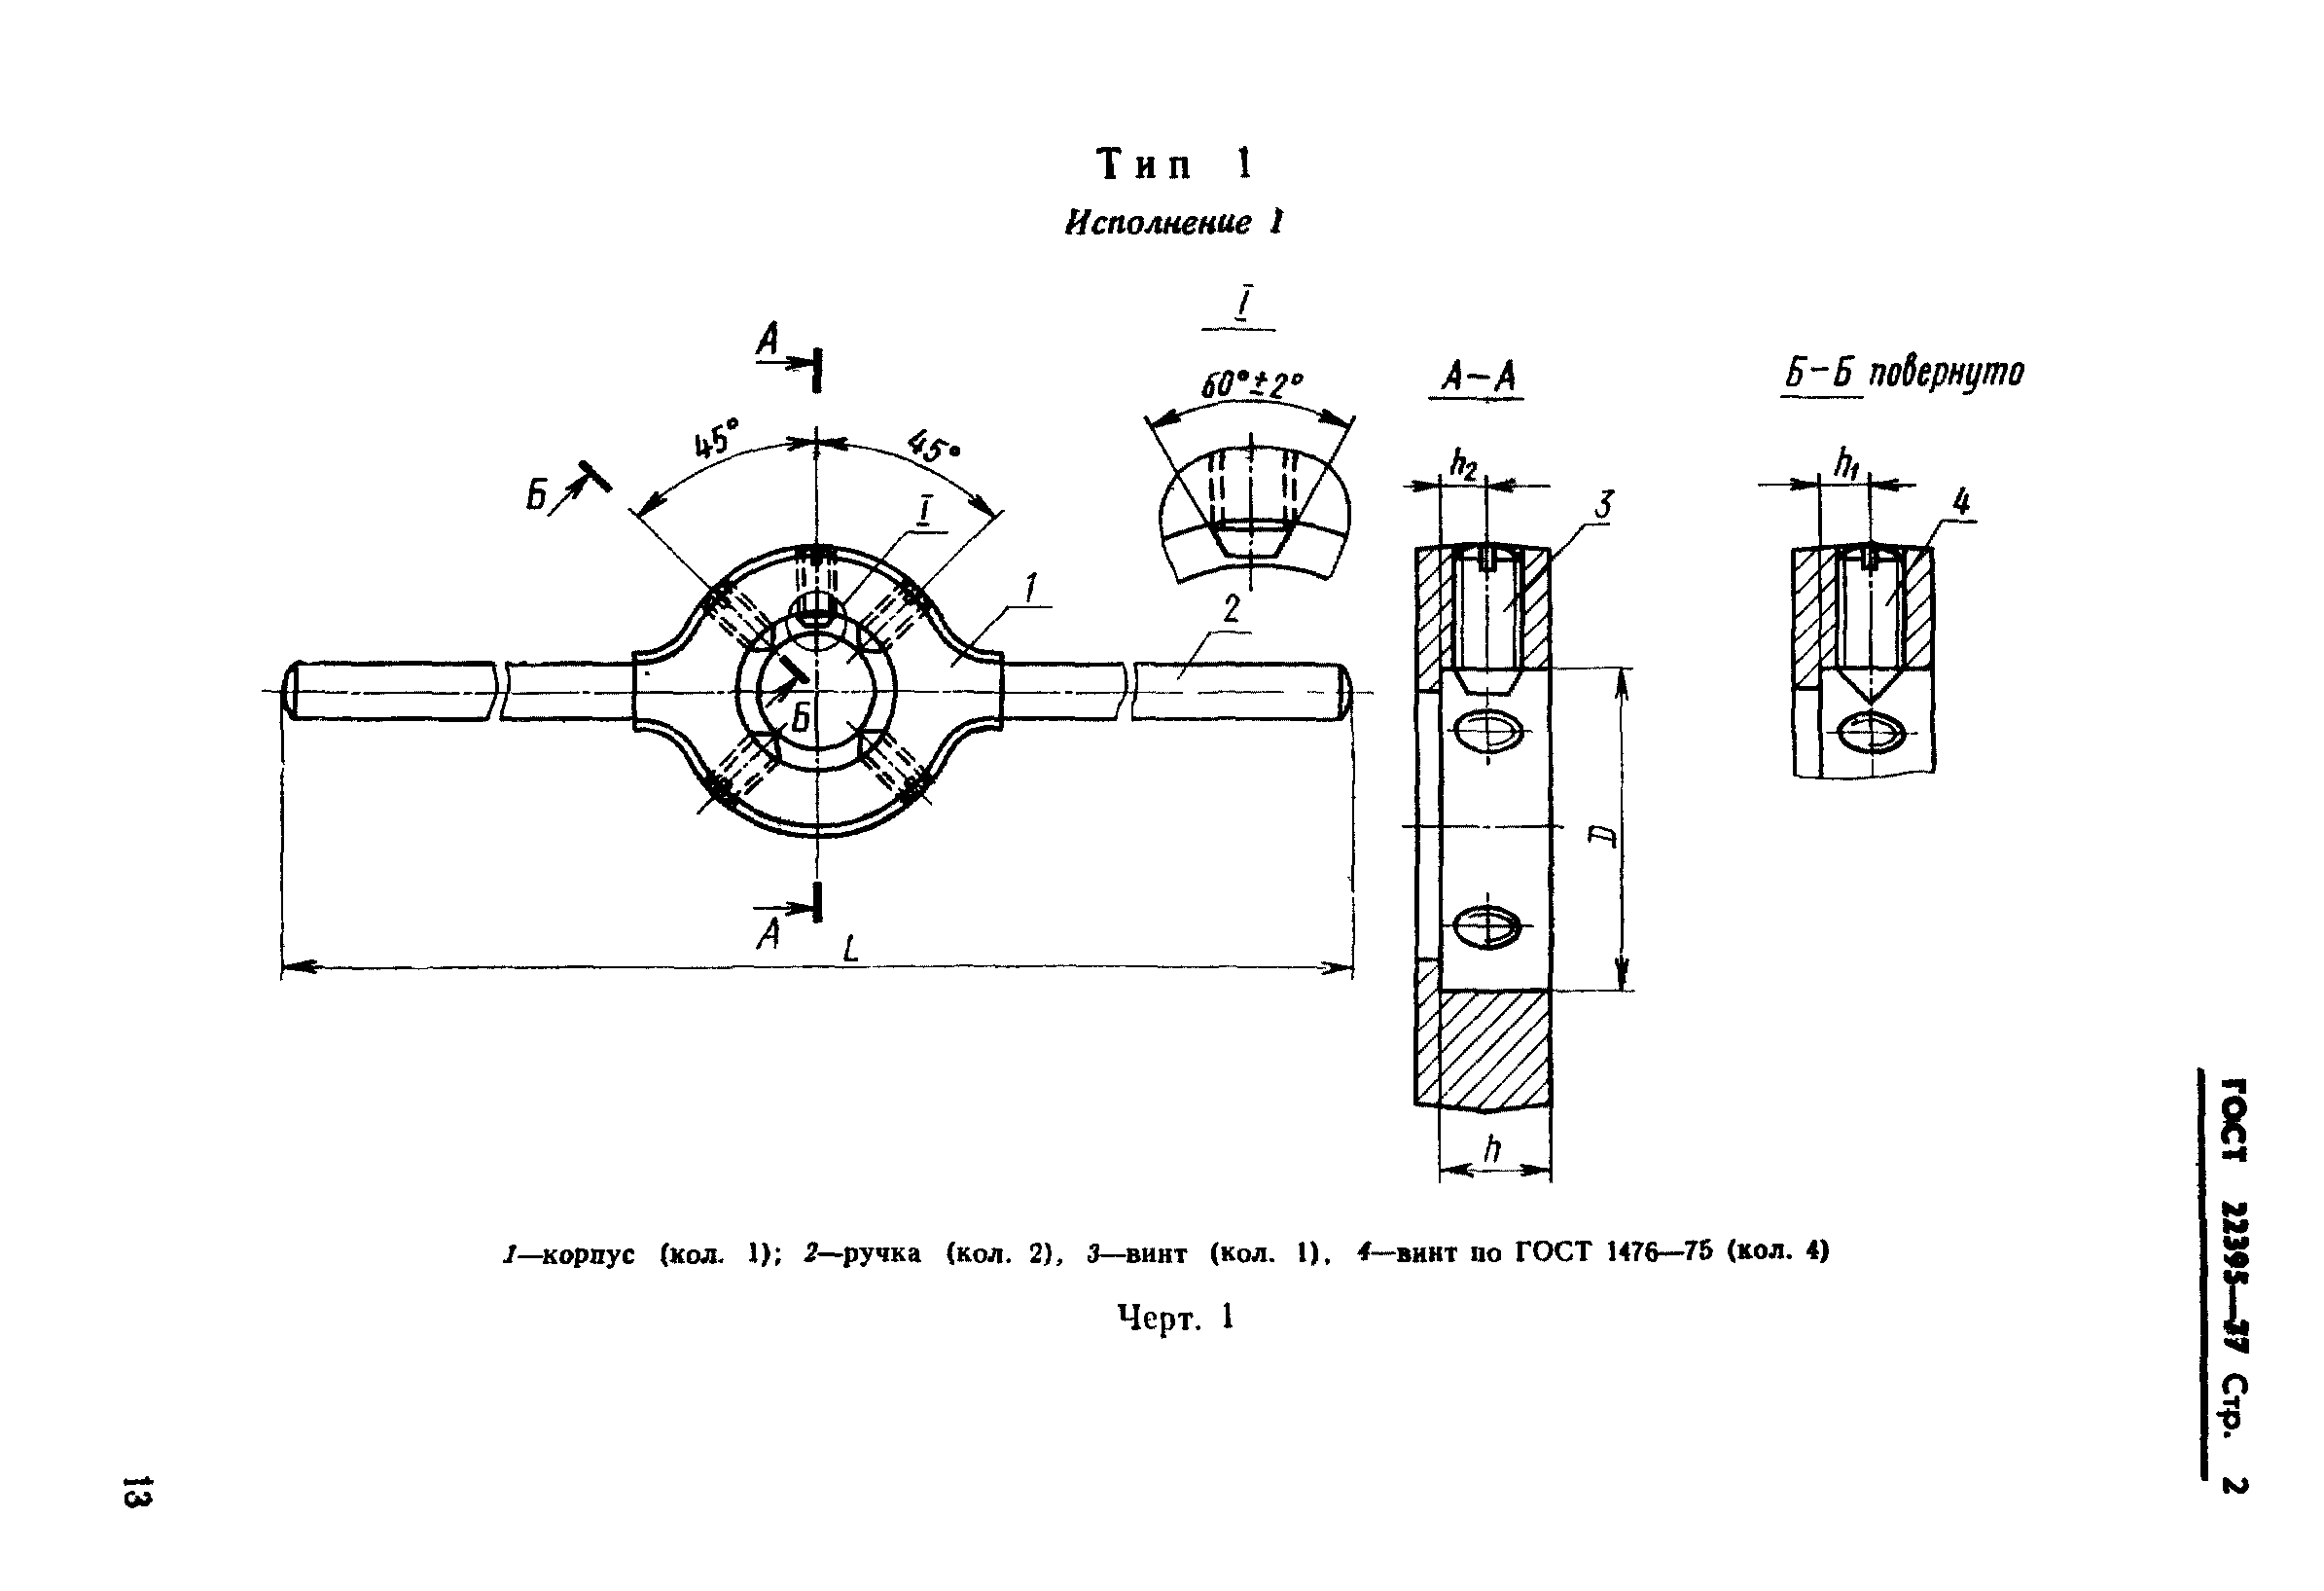 Тип 1
Исполнение 1
I
А
60°±2°
А-А
Б-Б повернуто
45°
45°
h₂
h₁
Б
I
3
4
1
2
Б
D
А
L
h
1—корпус (кол. 1); 2—ручка (кол. 2), 3—винт (кол. 1), 4—винт по ГОСТ 1476—75 (кол. 4)
Черт. 1
ГОСТ 22395—77 Стр. 2
13